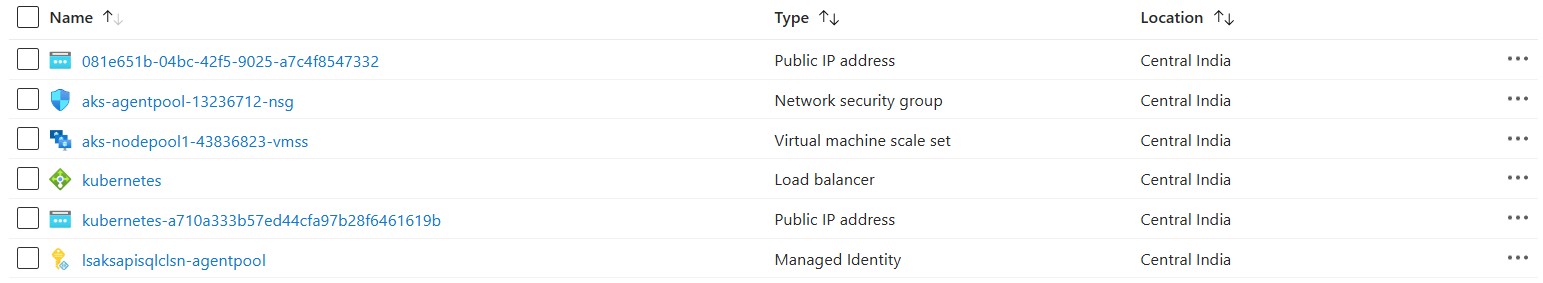 Name ↑↓ Type ↑↓ Location ↑↓
081e651b-04bc-42f5-9025-a7c4f8547332 Public IP address Central India
aks-agentpool-13236712-nsg Network security group Central India
aks-nodepool1-43836823-vmss Virtual machine scale set Central India
kubernetes Load balancer Central India
kubernetes-a710a333b57ed44cfa97b28f6461619b Public IP address Central India
lsaksapisqlclsn-agentpool Managed Identity Central India